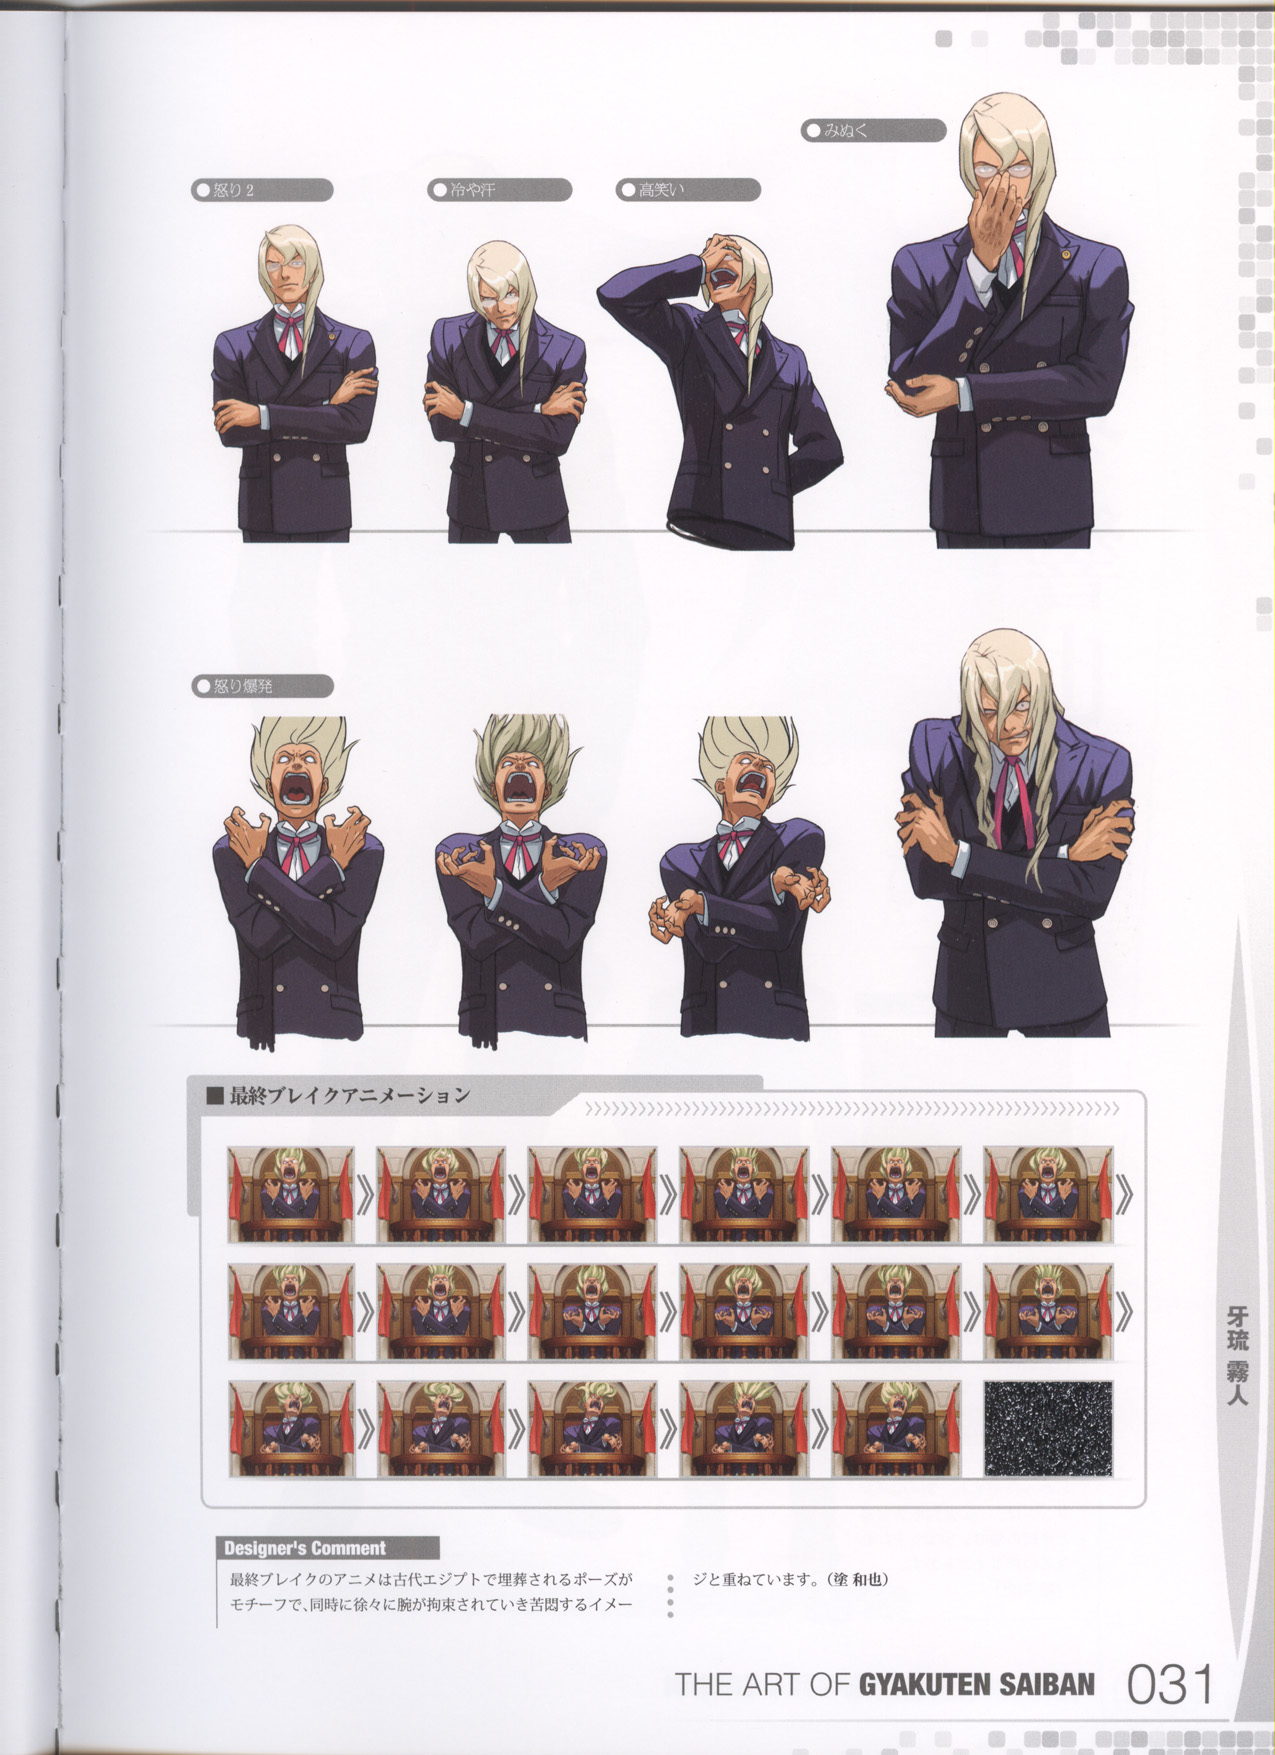 みぬく
怒り 2
冷や汗
高笑い
怒り爆発
■ 最終ブレイクアニメーション
牙琉 霧人
Designer's Comment
最終ブレイクのアニメは古代エジプトで埋葬されるポーズが
モチーフで、同時に徐々に腕が拘束されていき苦悶するイメー
ジと重ねています。（塗 和也）
THE ART OF GYAKUTEN SAIBAN 031